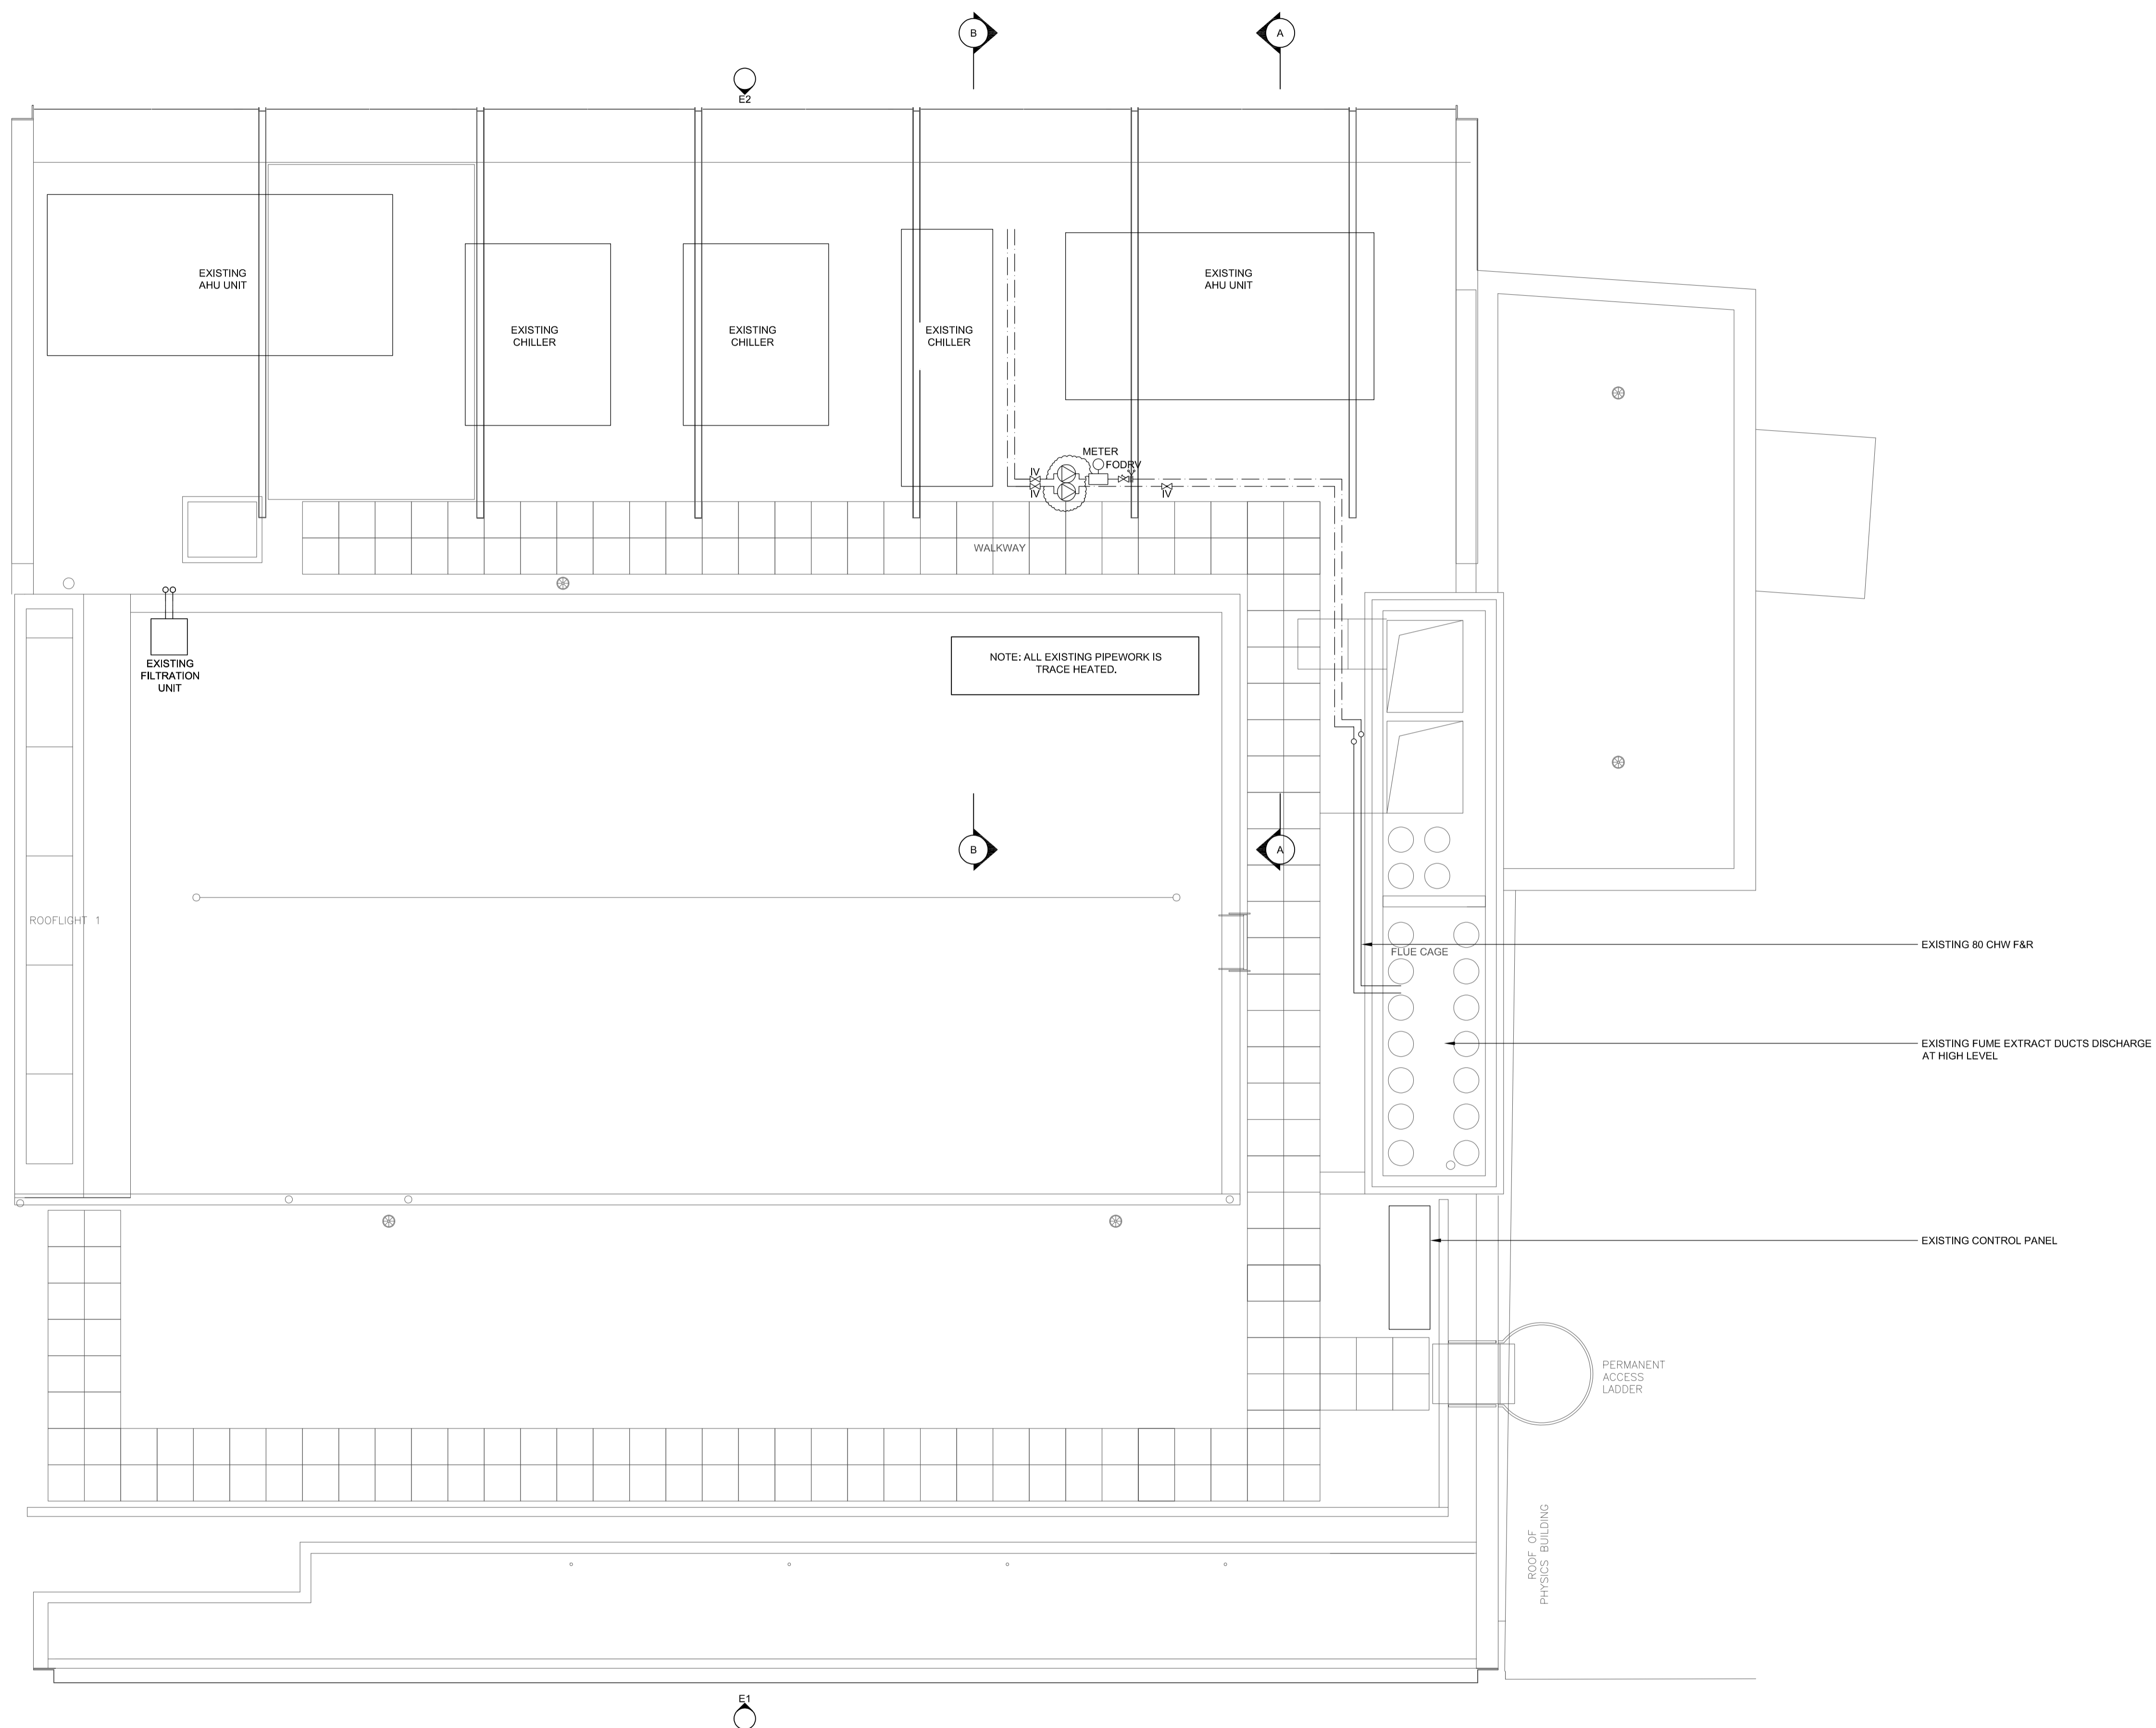 B
A
E2
EXISTING
AHU UNIT
EXISTING
AHU UNIT
EXISTING
CHILLER
EXISTING
CHILLER
EXISTING
CHILLER
METER
FODRV
IV
IV
IV
WALKWAY
EXISTING
FILTRATION
UNIT
NOTE: ALL EXISTING PIPEWORK IS
TRACE HEATED.
B
A
ROOFLIGHT 1
EXISTING 80 CHW F&R
FLUE CAGE
EXISTING FUME EXTRACT DUCTS DISCHARGE
AT HIGH LEVEL
EXISTING CONTROL PANEL
PERMANENT
ACCESS
LADDER
ROOF OF
PHYSICS BUILDING
E1